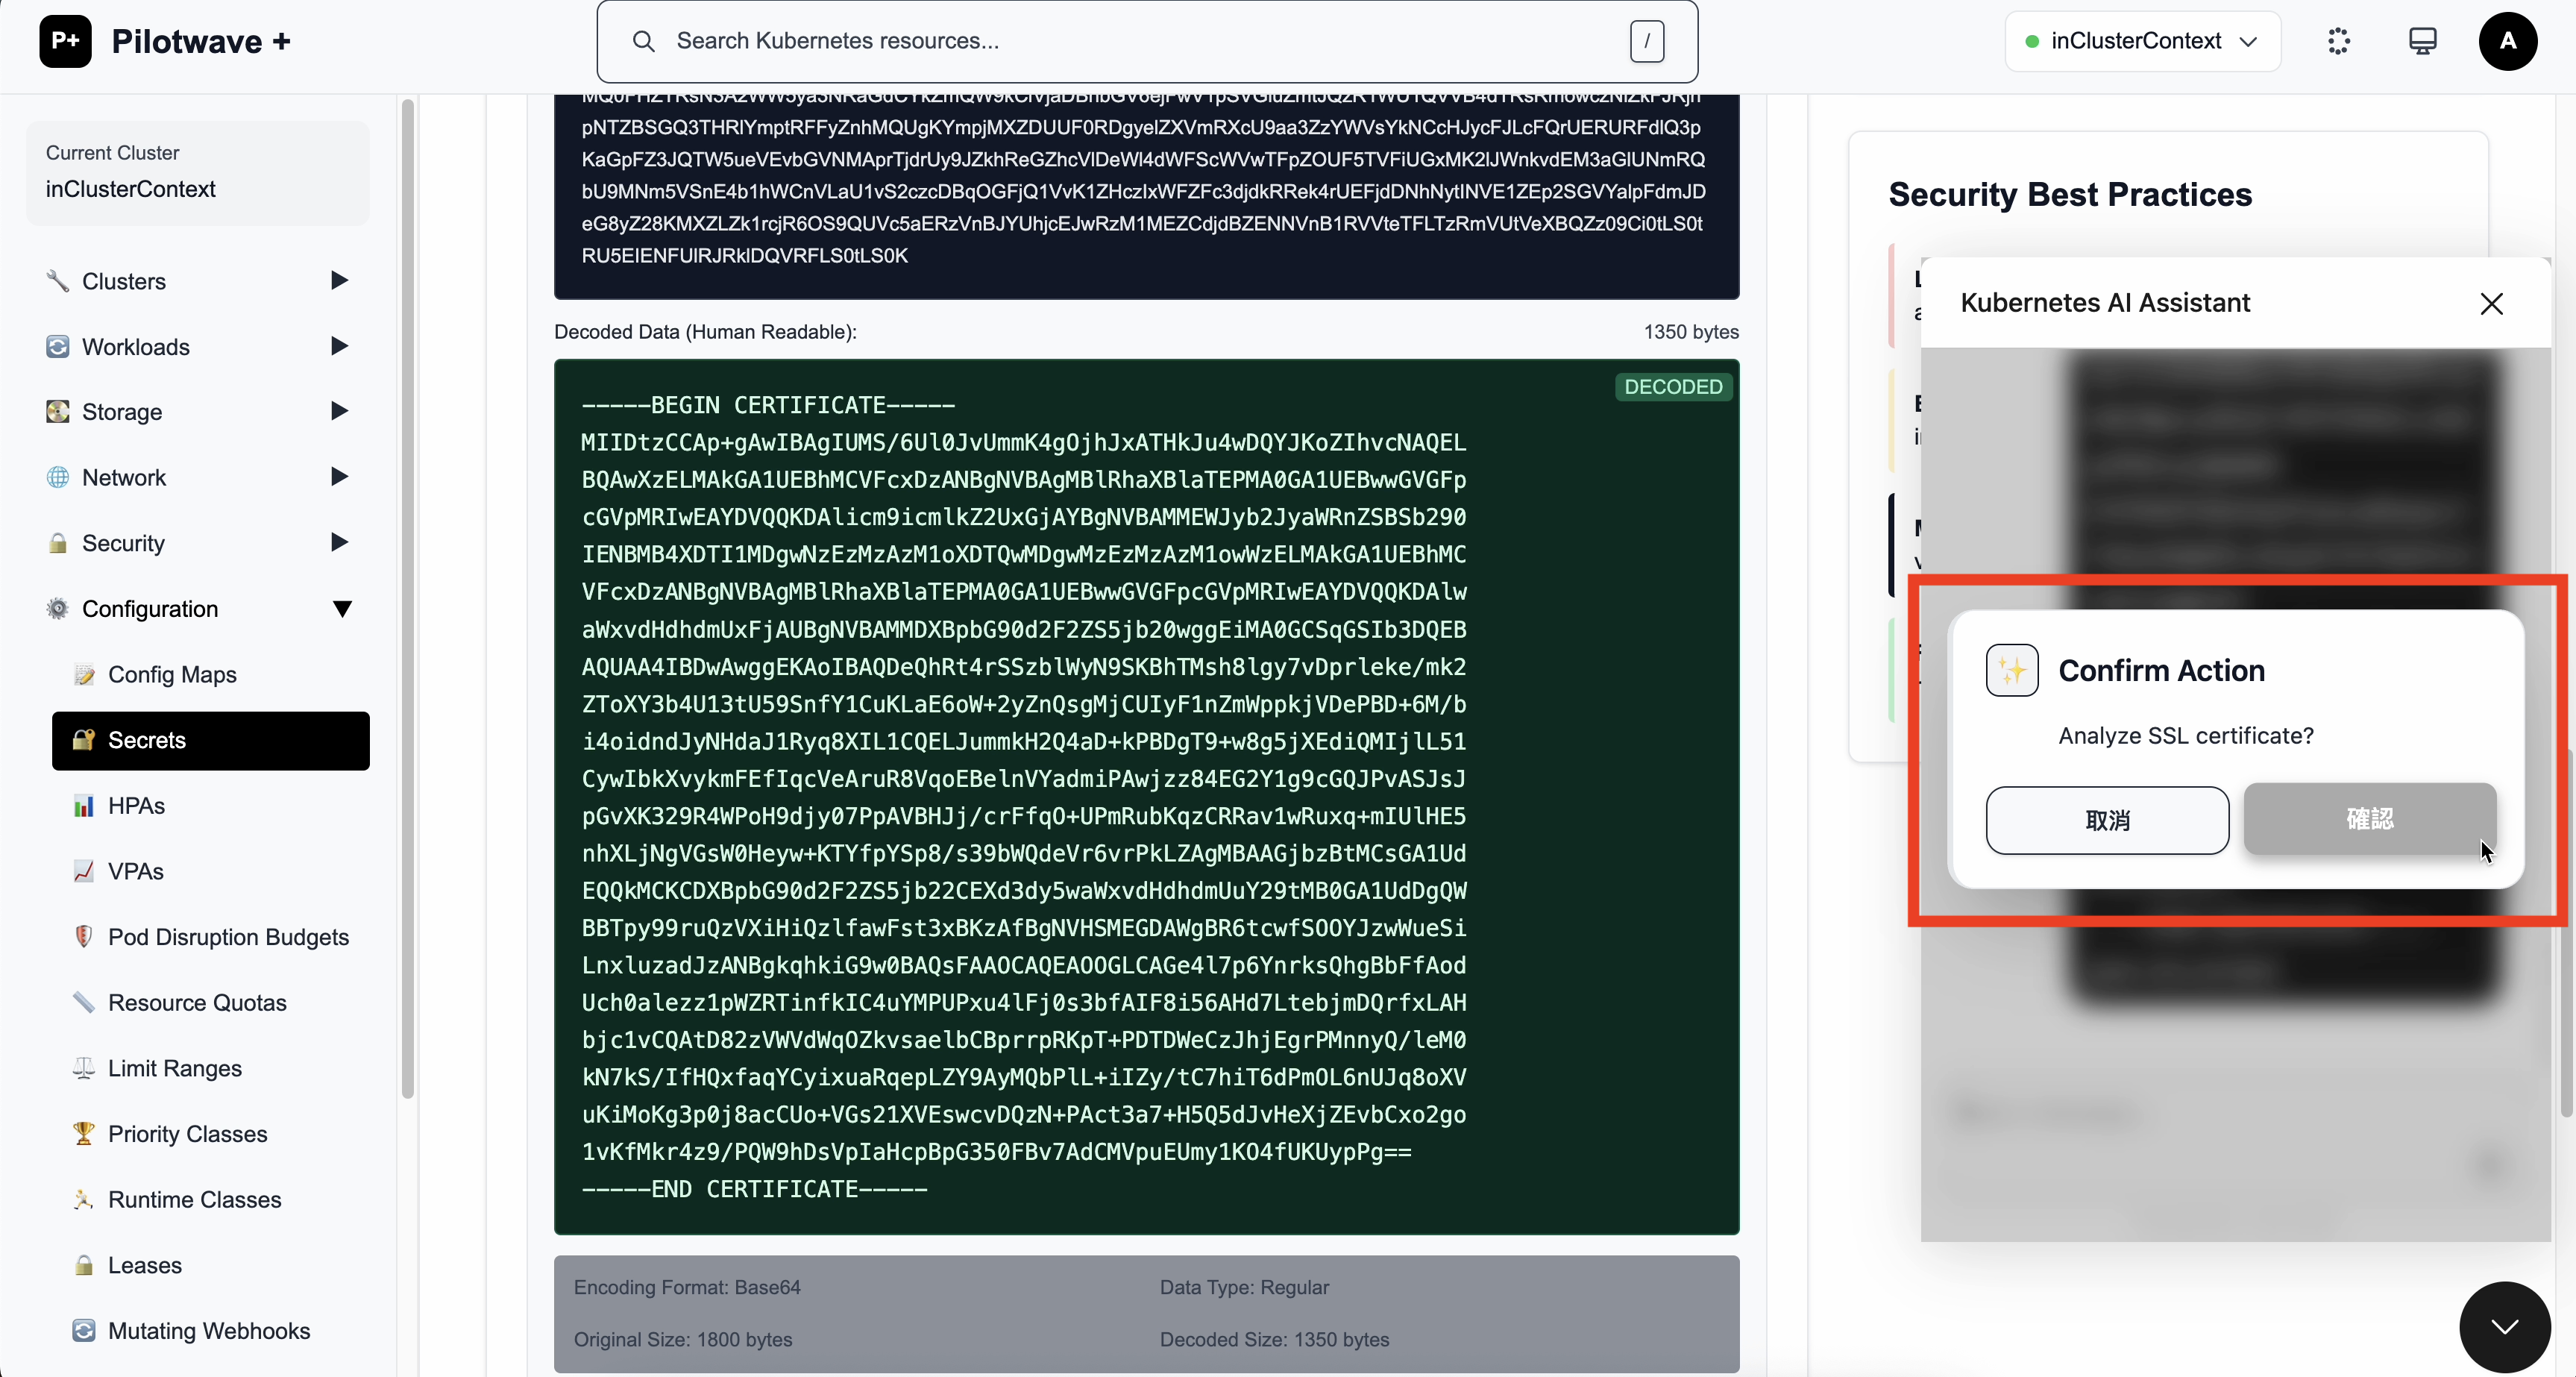 P+ Pilotwave +
Search Kubernetes resources...
/
inClusterContext
A
Current Cluster
inClusterContext
Clusters
Workloads
Storage
Network
Security
Configuration
Config Maps
Secrets
HPAs
VPAs
Pod Disruption Budgets
Resource Quotas
Limit Ranges
Priority Classes
Runtime Classes
Leases
Mutating Webhooks
pNTZBSGQ3THRlYmptRFFyZnhMQUgKYmpjMXZDUUF0RDgyelZXVmRXcU9aa3ZzYWVsYkNCcHJycFJLcFQrUERURFdlQ3p
KaGpFZ3JQTW5ueVEvbGVNMAprTjdrUy9JZkhReGZhcVlDeWl4dWFScWVwTFpZOUF5TVFiUGxMK2lJWnkvdEM3aGlUNmRQ
bU9MNm5VSnE4b1hWCnVLaU1vS2czcDBqOGFjQ1VvK1ZHczIxWFZFc3djdkRRek4rUEFjdDNhNytINVE1ZEp2SGVYalpFdmJD
eG8yZ28KMXZLZk1rcjR6OS9QUVc5aERzVnBJYUhjcEJwRzM1MEZCdjdBZENNVnB1RVVteTFLTzRmVUtVeXBQZz09Ci0tLS0t
RU5EIENFUlRJRklDQVRFLS0tLS0K
Decoded Data (Human Readable):
1350 bytes
DECODED
-----BEGIN CERTIFICATE-----
MIIDtzCCAp+gAwIBAgIUMS/6Ul0JvUmmK4gOjhJxATHkJu4wDQYJKoZIhvcNAQEL
BQAwXzELMAkGA1UEBhMCVFcxDzANBgNVBAgMBlRhaXBlaTEPMA0GA1UEBwwGVGFp
cGVpMRIwEAYDVQQKDAlicm9icmlkZ2UxGjAYBgNVBAMMEWJyb2JyaWRnZSBSb290
IENBMB4XDTI1MDgwNzEzMzAzM1oXDTQwMDgwMzEzMzAzM1owWzELMAkGA1UEBhMC
VFcxDzANBgNVBAgMBlRhaXBlaTEPMA0GA1UEBwwGVGFpcGVpMRIwEAYDVQQKDAlw
aWxvdHdhdmUxFjAUBgNVBAMMDXBpbG90d2F2ZS5jb20wggEiMA0GCSqGSIb3DQEB
AQUAA4IBDwAwggEKAoIBAQDeQhRt4rSSzblWyN9SKBhTMsh8lgy7vDprleke/mk2
ZToXY3b4U13tU59SnfY1CuKLaE6oW+2yZnQsgMjCUIyF1nZmWppkjVDePBD+6M/b
i4oidndJyNHdaJ1Ryq8XIL1CQELJummkH2Q4aD+kPBDgT9+w8g5jXEdiQMIjlL51
CywIbkXvykmFEfIqcVeAruR8VqoEBelnVYadmiPAwjzz84EG2Y1g9cGQJPvASJsJ
pGvXK329R4WPoH9djy07PpAVBHJj/crFfqO+UPmRubKqzCRRav1wRuxq+mIUlHE5
nhXLjNgVGsW0Heyw+KTYfpYSp8/s39bWQdeVr6vrPkLZAgMBAAGjbzBtMCsGA1Ud
EQQkMCKCDXBpbG90d2F2ZS5jb22CEXd3dy5waWxvdHdhdmUuY29tMB0GA1UdDgQW
BBTpy99ruQzVXiHiQzlfawFst3xBKzAfBgNVHSMEGDAWgBR6tcwfSOOYJzwWueSi
LnxluzadJzANBgkqhkiG9w0BAQsFAAOCAQEAOOGLCAGe4l7p6YnrksQhgBbFfAod
Uch0alezz1pWZRTinfkIC4uYMPUPxu4lFj0s3bfAIF8i56AHd7LtebjmDQrfxLAH
bjc1vCQAtD82zVWVdWqOZkvsaelbCBprrpRKpT+PDTDWeCzJhjEgrPMnnyQ/leM0
kN7kS/IfHQxfaqYCyixuaRqepLZY9AyMQbPlL+iIZy/tC7hiT6dPmOL6nUJq8oXV
uKiMoKg3p0j8acCUo+VGs21XVEswcvDQzN+PAct3a7+H5Q5dJvHeXjZEvbCxo2go
1vKfMkr4z9/PQW9hDsVpIaHcpBpG350FBv7AdCMVpuEUmy1KO4fUKUypPg==
-----END CERTIFICATE-----
Encoding Format: Base64
Data Type: Regular
Original Size: 1800 bytes
Decoded Size: 1350 bytes
Security Best Practices
Kubernetes AI Assistant
Confirm Action
Analyze SSL certificate?
取消
確認